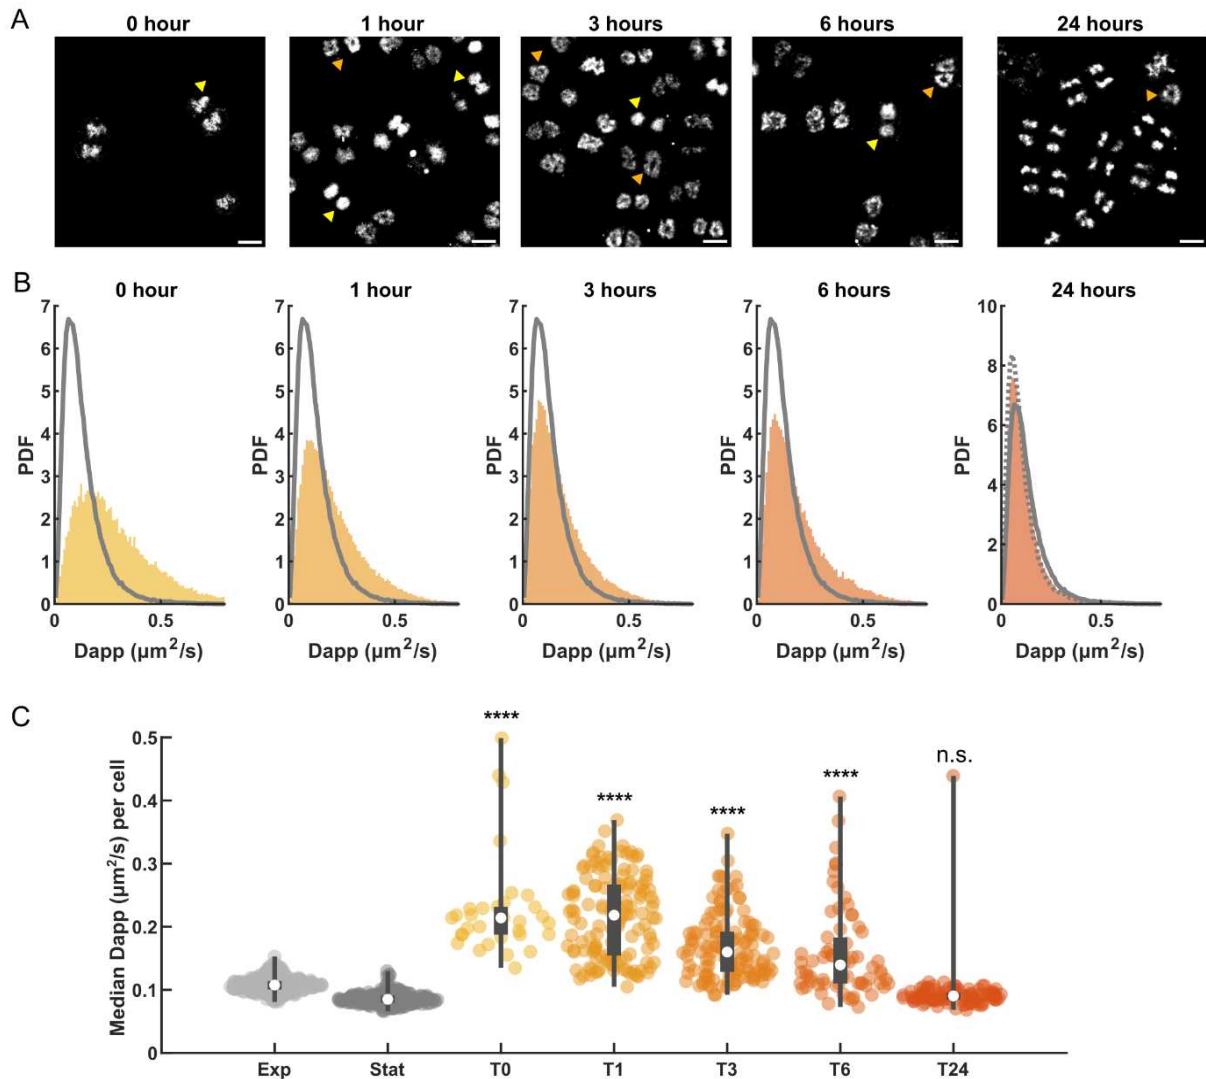 A
0 hour 1 hour 3 hours 6 hours 24 hours
B
0 hour 1 hour 3 hours 6 hours 24 hours
7 7 7 7 10
6 6 6 6 8
5 5 5 5
4 4 4 4 6
3 3 3 3 4
2 2 2 2
1 1 1 1 2
0 0 0 0 0
PDF PDF PDF PDF PDF
0 0.5 0 0.5 0 0.5 0 0.5 0 0.5
Dapp (µm²/s) Dapp (µm²/s) Dapp (µm²/s) Dapp (µm²/s) Dapp (µm²/s)
C
Median Dapp (µm²/s) per cell
0.5
0.4
0.3
0.2
0.1
0
**** **** **** **** n.s.
Exp Stat T0 T1 T3 T6 T24